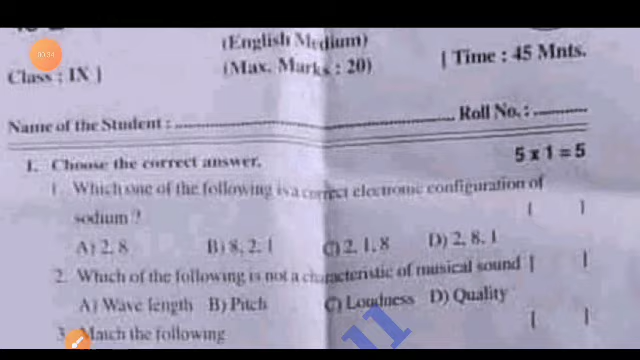 00:34
(English Medium)
Class : IX ] (Max. Marks : 20) [ Time : 45 Mnts.
Name of the Student : ........................ Roll No. : ............
1. Choose the correct answer. 5 x 1 = 5
1. Which one of the following is a correct electronic configuration of
sodium ? [ ]
A) 2, 8 B) 8, 2, 1 C) 2, 1, 8 D) 2, 8, 1
2. Which of the following is not a characteristic of musical sound [ ]
A) Wave length B) Pitch C) Loudness D) Quality
3. Match the following [ ]